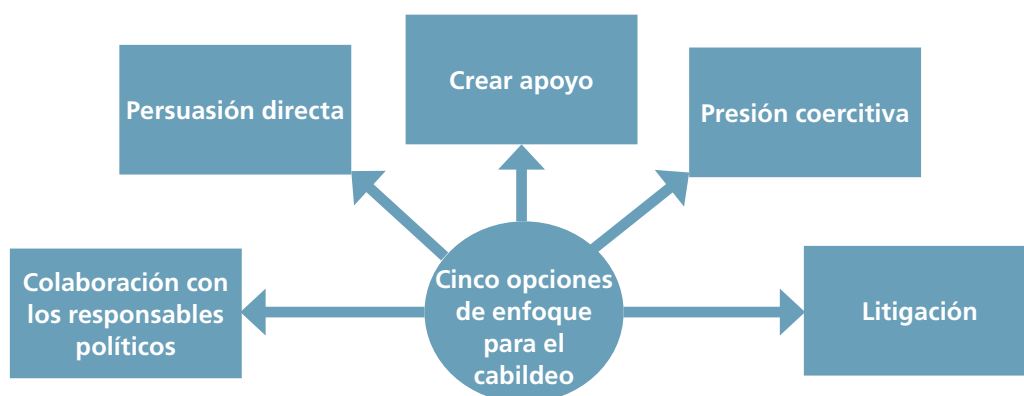 Crear apoyo
Persuasión directa
Presión coercitiva
Colaboración con
los responsables
políticos
Cinco opciones
de enfoque
para el
cabildeo
Litigación